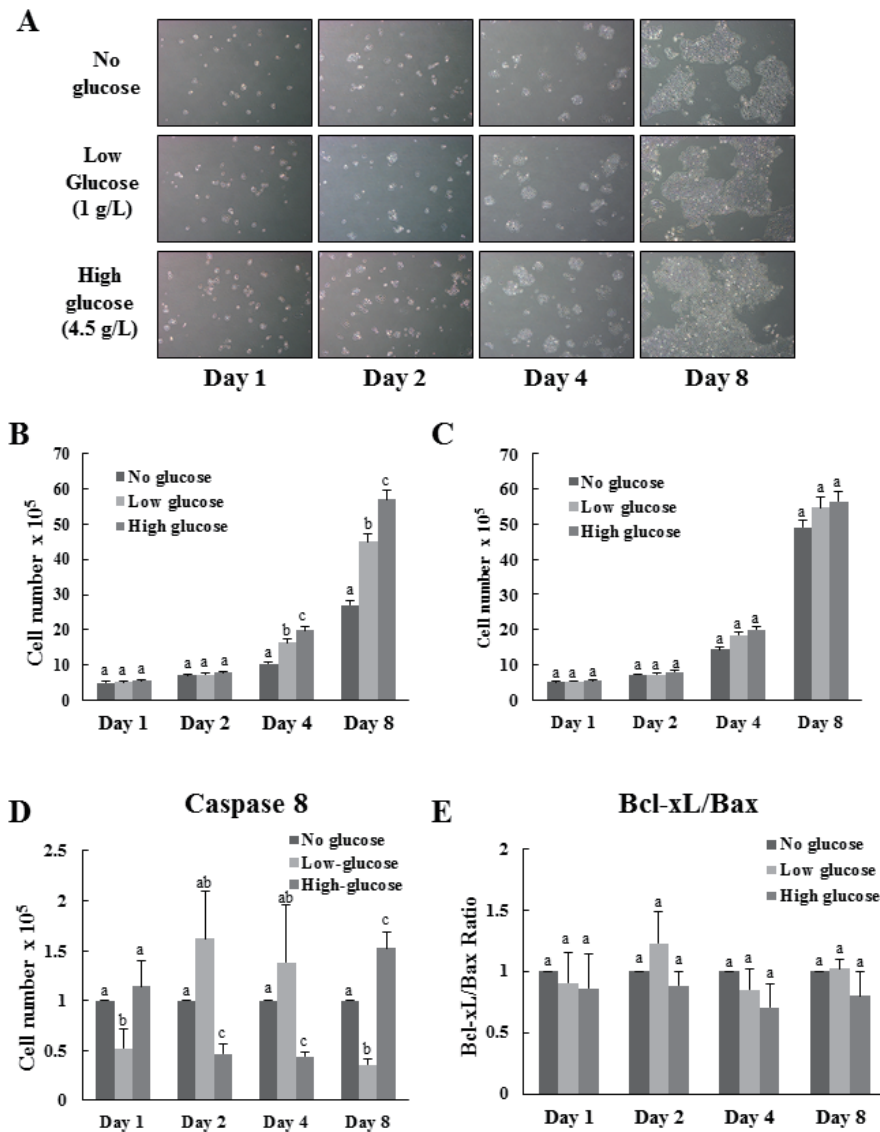 A
No
glucose
Low
Glucose
(1 g/L)
High
glucose
(4.5 g/L)
Day 1 Day 2 Day 4 Day 8
B
70
60
50
40
30
20
10
0
Cell number x 10⁵
No glucose
Low glucose
High glucose
a a a
a a a
a b c
a b c
Day 1 Day 2 Day 4 Day 8
C
70
60
50
40
30
20
10
0
Cell number x 10⁵
No glucose
Low glucose
High glucose
a a a
a a a
a a a
a a a
Day 1 Day 2 Day 4 Day 8
D
Caspase 8
2.5
2
1.5
1
0.5
0
Cell number x 10⁵
No glucose
Low-glucose
High-glucose
a b a
a ab c
a ab c
a b c
Day 1 Day 2 Day 4 Day 8
E
Bcl-xL/Bax
2
1.5
1
0.5
0
Bcl-xL/Bax Ratio
No glucose
Low glucose
High glucose
a a a
a a a
a a a
a a a
Day 1 Day 2 Day 4 Day 8